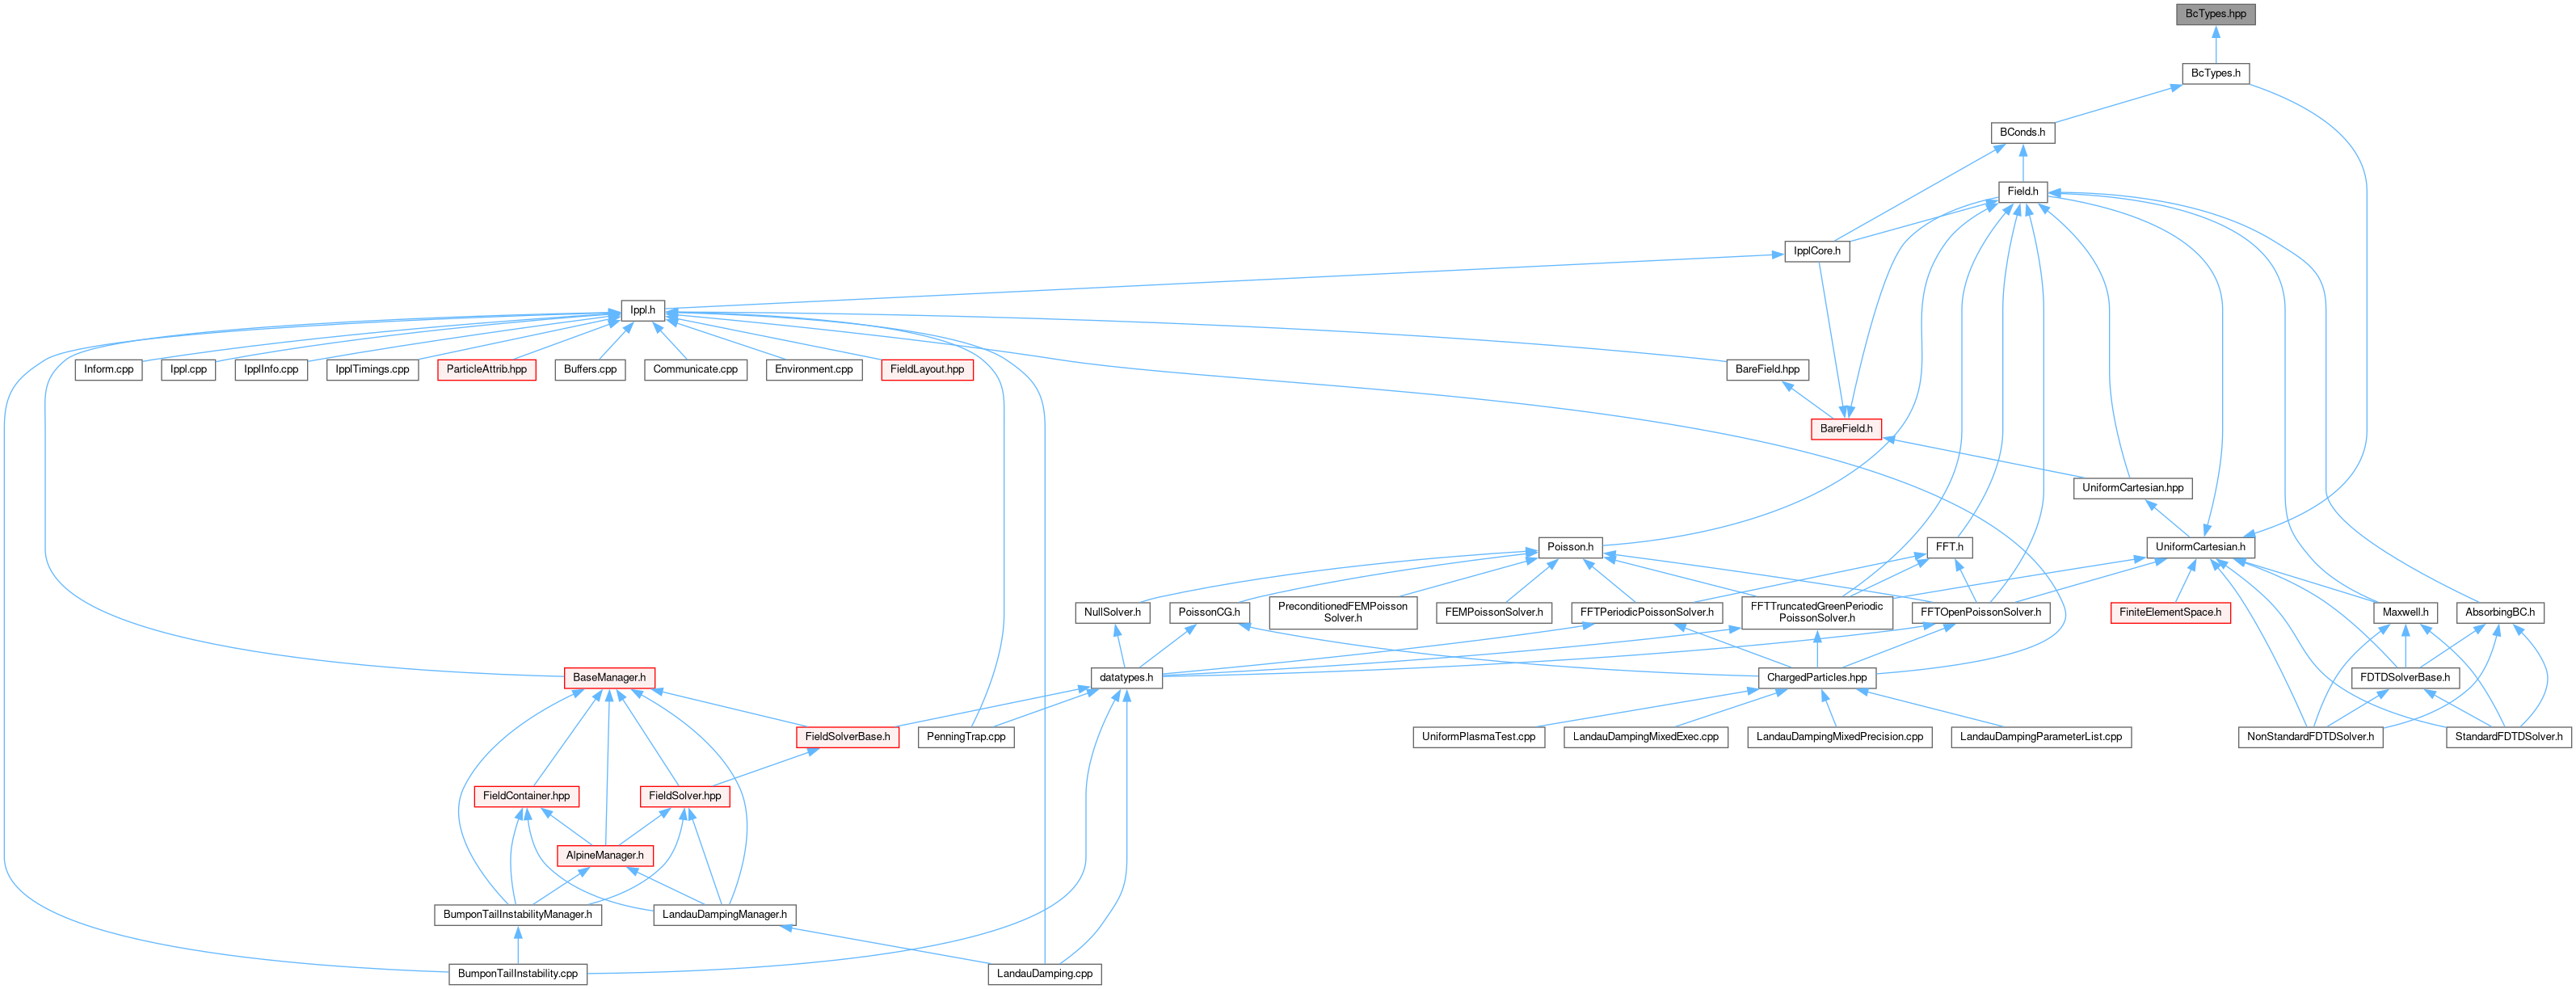 BcTypes.hpp
BcTypes.h
BConds.h
Field.h
IpplCore.h
Ippl.h
Inform.cpp
Ippl.cpp
IpplInfo.cpp
IpplTimings.cpp
ParticleAttrib.hpp
Buffers.cpp
Communicate.cpp
Environment.cpp
FieldLayout.hpp
BareField.hpp
BareField.h
UniformCartesian.hpp
Poisson.h
FFT.h
UniformCartesian.h
NullSolver.h
PoissonCG.h
PreconditionedFEMPoisson
Solver.h
FEMPoissonSolver.h
FFTPeriodicPoissonSolver.h
FFTTruncatedGreenPeriodic
PoissonSolver.h
FFTOpenPoissonSolver.h
FiniteElementSpace.h
Maxwell.h
AbsorbingBC.h
BaseManager.h
datatypes.h
ChargedParticles.hpp
FDTDSolverBase.h
FieldSolverBase.h
PenningTrap.cpp
UniformPlasmaTest.cpp
LandauDampingMixedExec.cpp
LandauDampingMixedPrecision.cpp
LandauDampingParameterList.cpp
NonStandardFDTDSolver.h
StandardFDTDSolver.h
FieldContainer.hpp
FieldSolver.hpp
AlpineManager.h
BumponTailInstabilityManager.h
LandauDampingManager.h
BumponTailInstability.cpp
LandauDamping.cpp